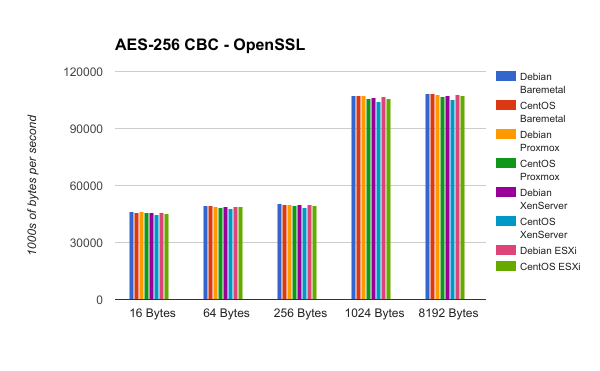 AES-256 CBC - OpenSSL
1000s of bytes per second
120000
90000
60000
30000
0
16 Bytes
64 Bytes
256 Bytes
1024 Bytes
8192 Bytes
Debian
Baremetal
CentOS
Baremetal
Debian
Proxmox
CentOS
Proxmox
Debian
XenServer
CentOS
XenServer
Debian ESXi
CentOS ESXi